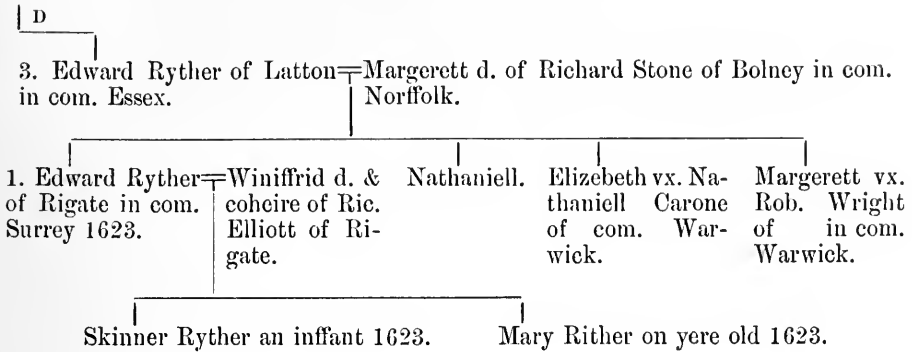 D
3. Edward Ryther of Latton=Margerett d. of Richard Stone of Bolney in com.
in com. Essex. Norffolk.
1. Edward Ryther=Winiffrid d. &
of Rigate in com. coheire of Ric.
Surrey 1623. Elliott of Ri-
gate.
Nathaniell.
Elizebeth vx. Na-
thaniell Carone
of com. War-
wick.
Margerett vx.
Rob. Wright
of in com.
Warwick.
Skinner Ryther an inffant 1623. Mary Rither on yere old 1623.